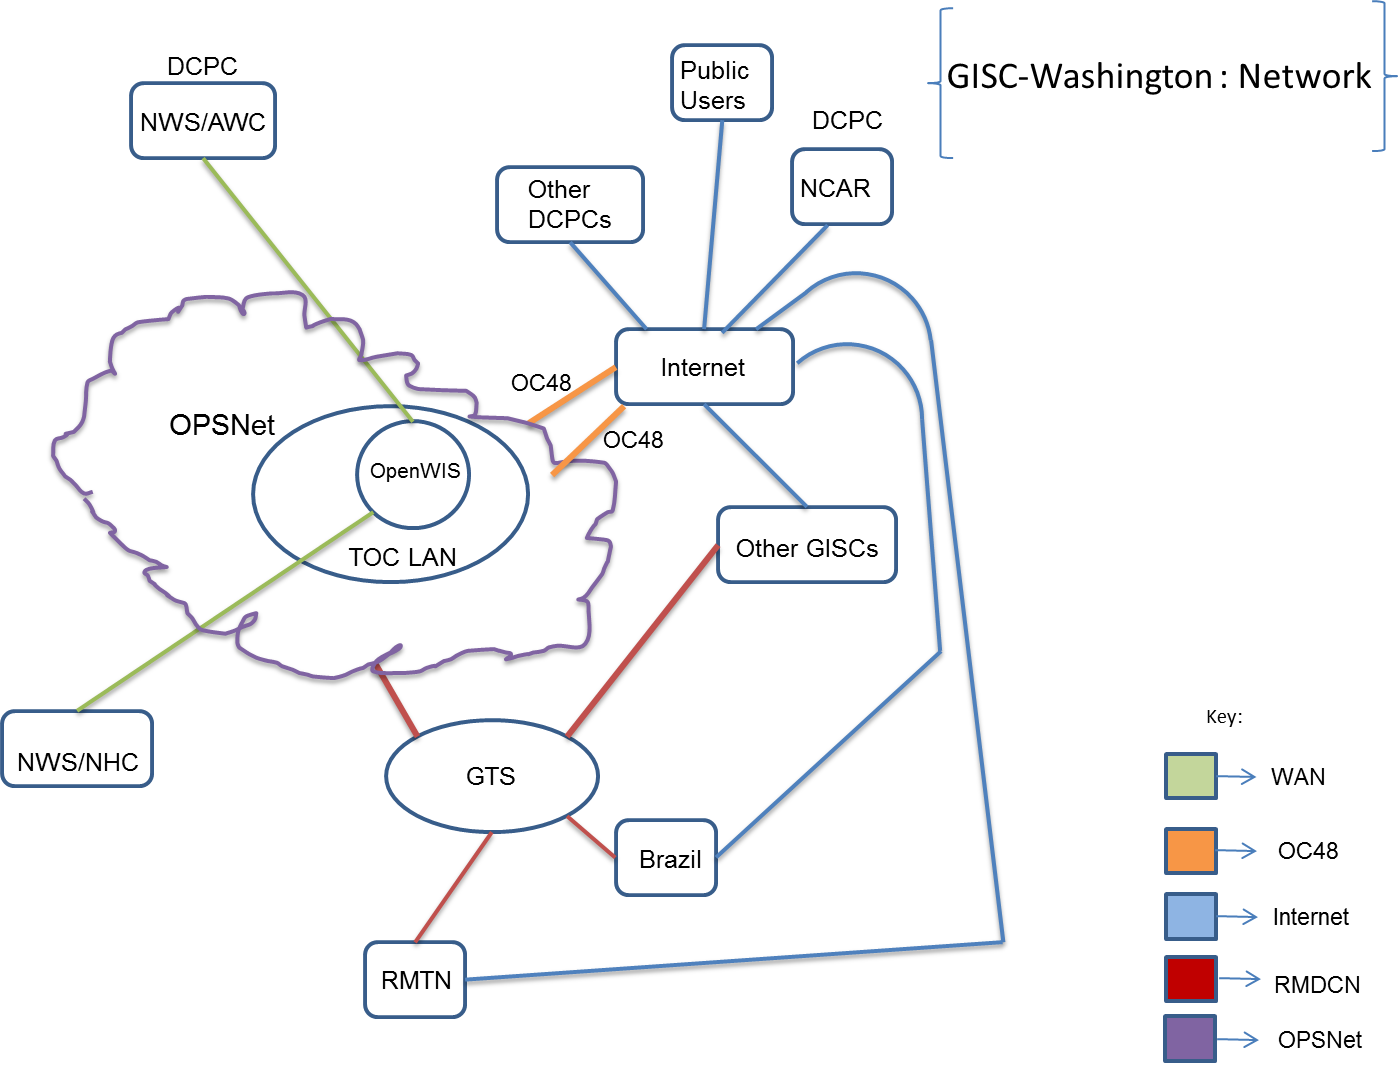 GISC-Washington : Network
DCPC
NWS/AWC
Public
Users
DCPC
NCAR
Other
DCPCs
Internet
OC48
OC48
OPSNet
OpenWIS
TOC LAN
Other GISCs
NWS/NHC
GTS
Brazil
RMTN
Key:
WAN
OC48
Internet
RMDCN
OPSNet